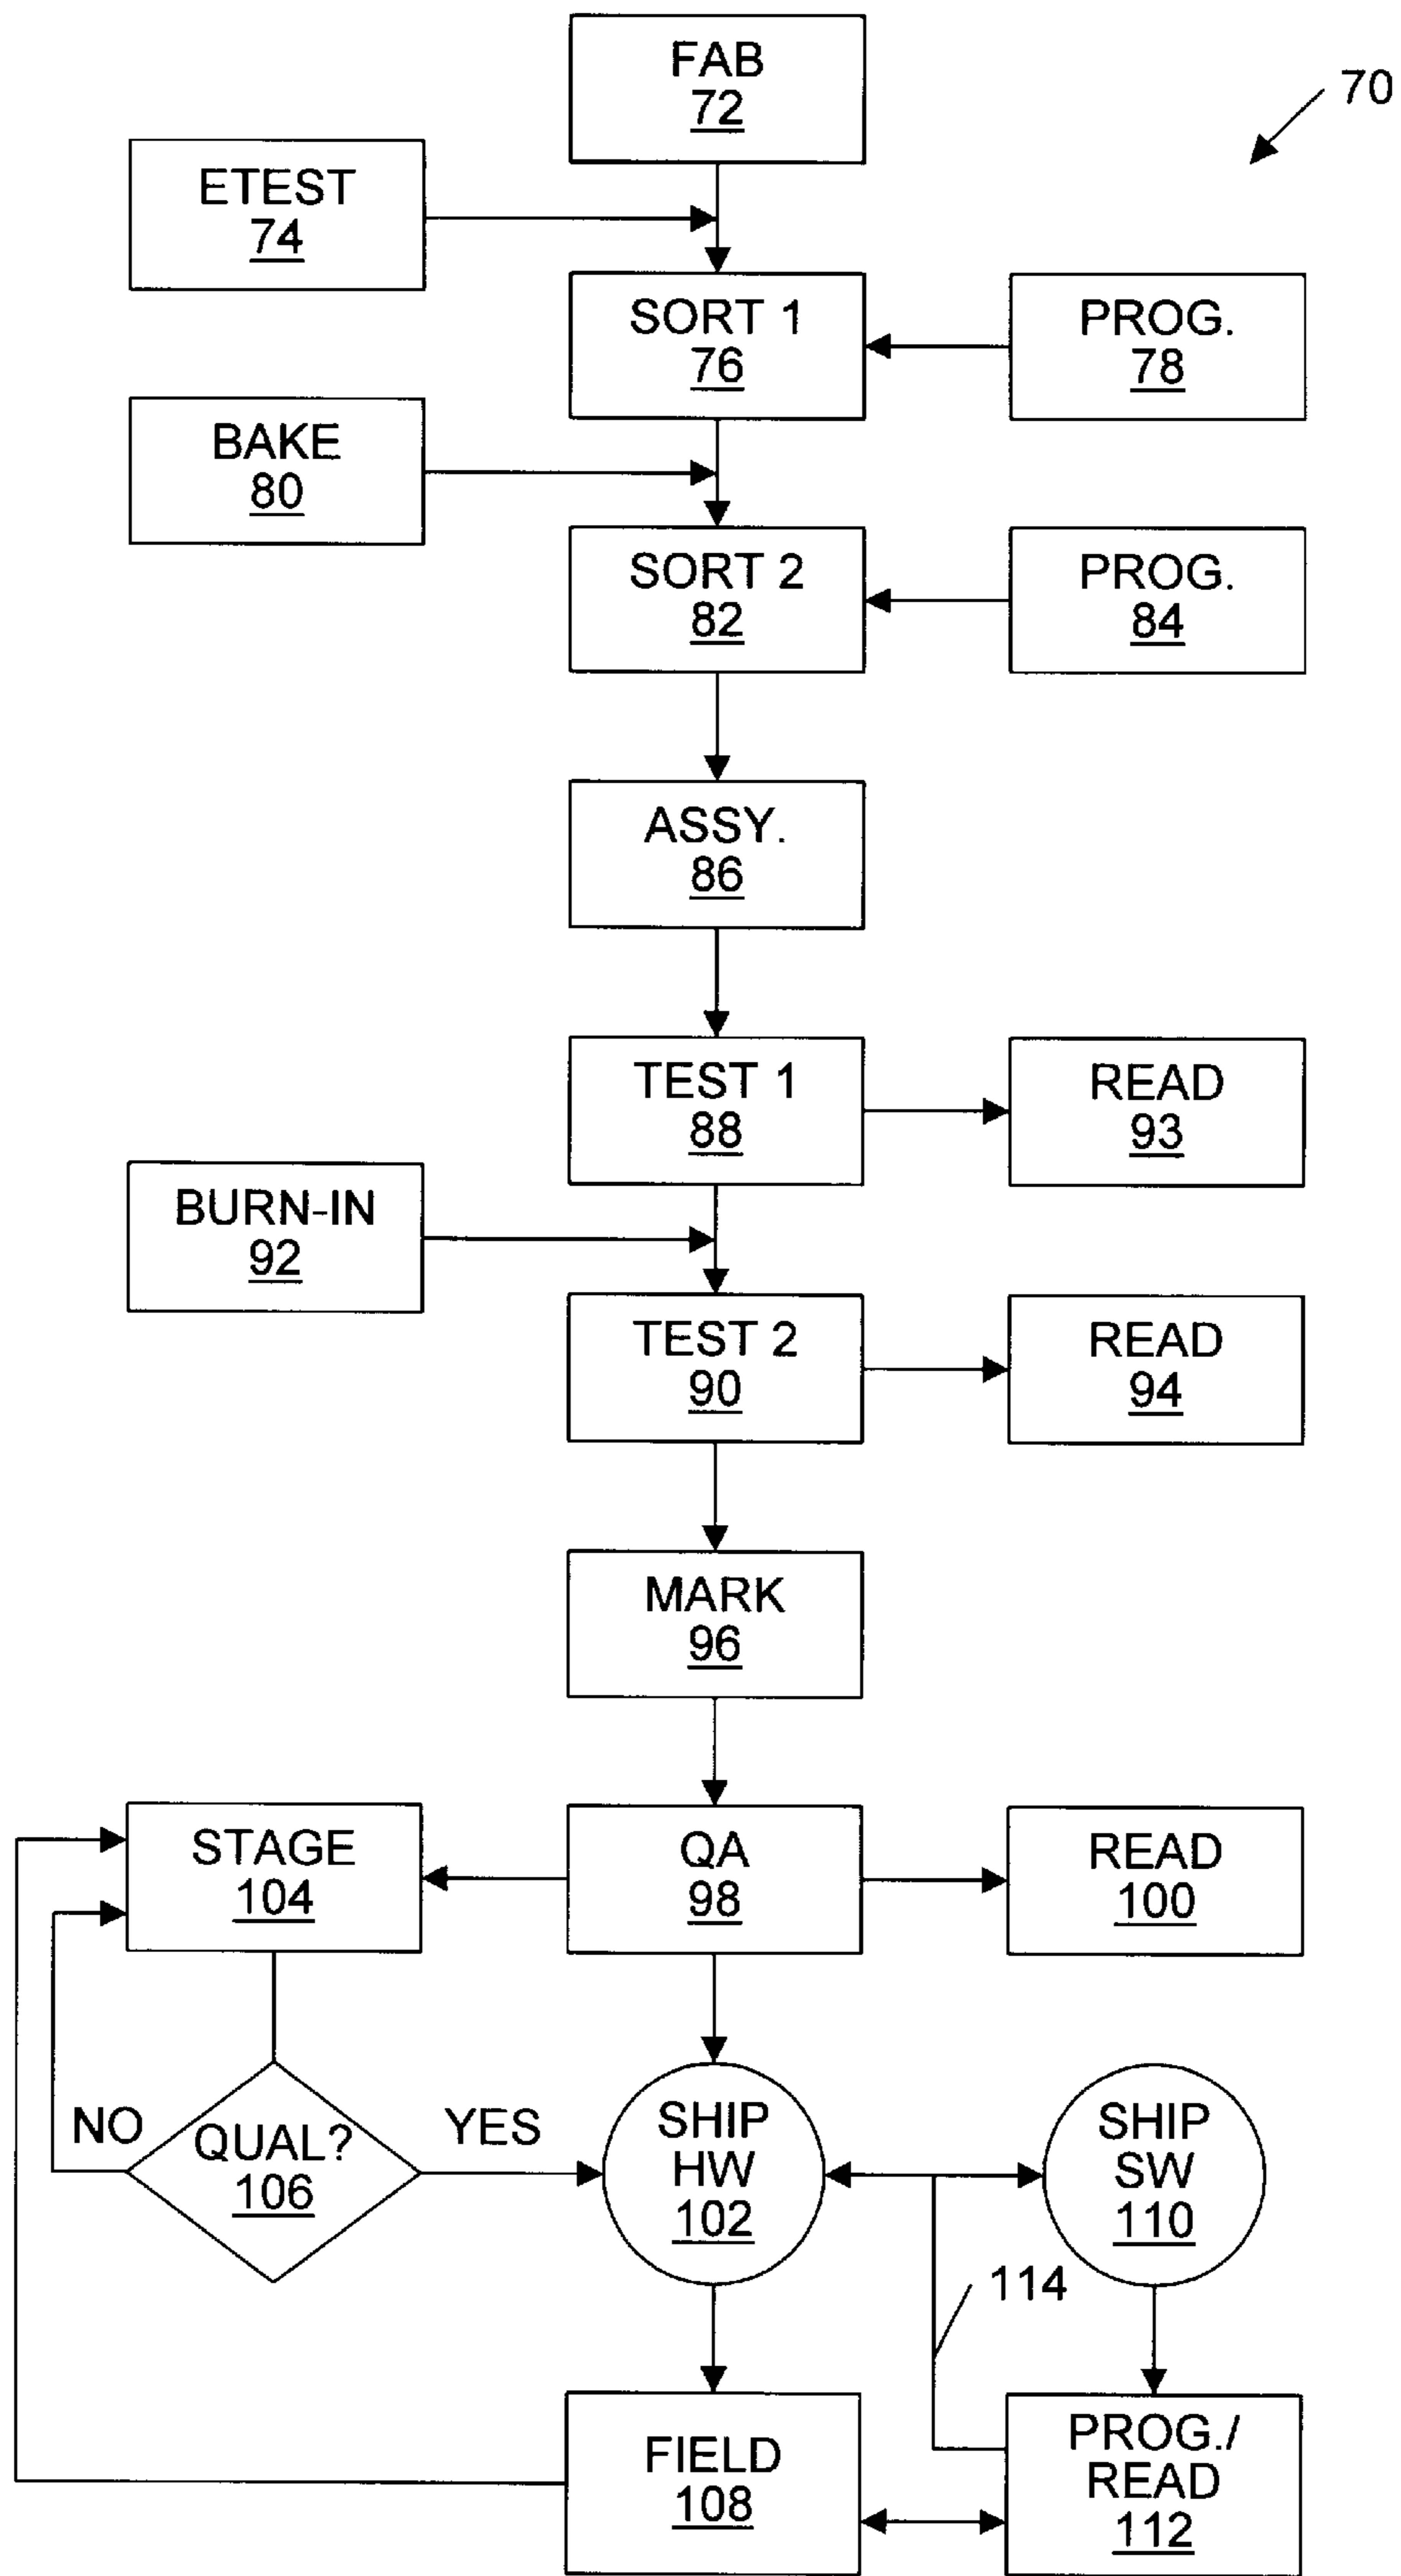 FAB
72
70
ETEST
74
SORT 1
76
PROG.
78
BAKE
80
SORT 2
82
PROG.
84
ASSY.
86
TEST 1
88
READ
93
BURN-IN
92
TEST 2
90
READ
94
MARK
96
STAGE
104
QA
98
READ
100
NO
QUAL?
106
YES
SHIP
HW
102
SHIP
SW
110
114
FIELD
108
PROG./
READ
112